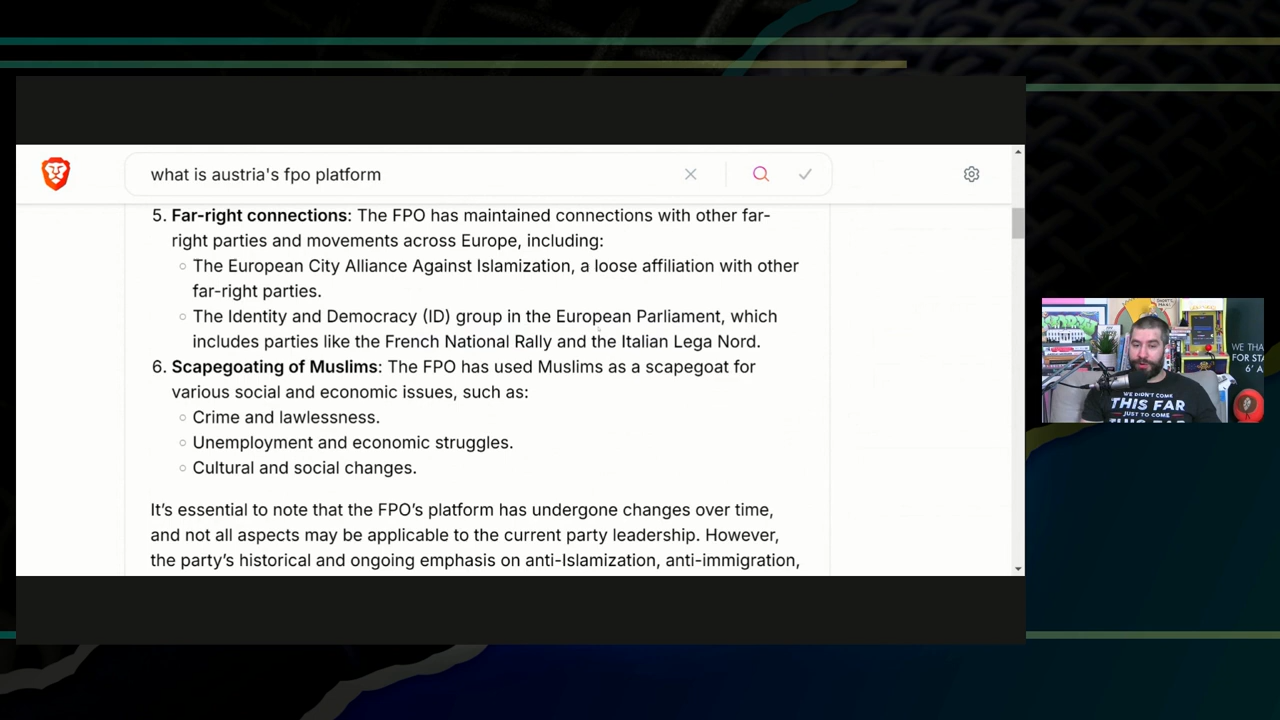 what is austria's fpo platform
5. Far-right connections: The FPO has maintained connections with other far-
right parties and movements across Europe, including:
The European City Alliance Against Islamization, a loose affiliation with other
far-right parties.
The Identity and Democracy (ID) group in the European Parliament, which
includes parties like the French National Rally and the Italian Lega Nord.
6. Scapegoating of Muslims: The FPO has used Muslims as a scapegoat for
various social and economic issues, such as:
Crime and lawlessness.
Unemployment and economic struggles.
Cultural and social changes.
It's essential to note that the FPO's platform has undergone changes over time,
and not all aspects may be applicable to the current party leadership. However,
the party's historical and ongoing emphasis on anti-Islamization, anti-immigration,
WE DIDN'T COME
THIS FAR
JUST TO COME
THIS FAR
WE THA
FOR STA
6' A